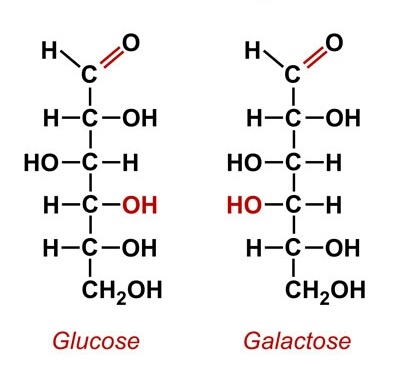 H O H O
C C
H-C-OH H-C-OH
HO-C-H HO-C-H
H-C-OH HO-C-H
H-C-OH H-C-OH
CH₂OH CH₂OH
Glucose Galactose